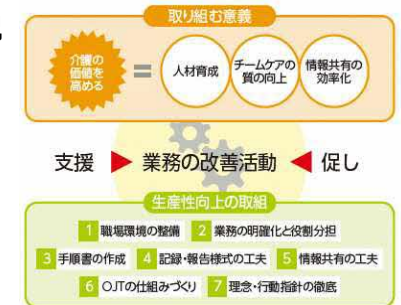 取り組む意義
介護の
価値を
高める
=
人材育成
チームケアの
質の向上
情報共有の
効率化
支援 ▶ 業務の改善活動 ◀ 促し
生産性向上の取組
1 職場環境の整備 2 業務の明確化と役割分担
3 手順書の作成 4 記録・報告様式の工夫 5 情報共有の工夫
6 OJTの仕組みづくり 7 理念・行動指針の徹底